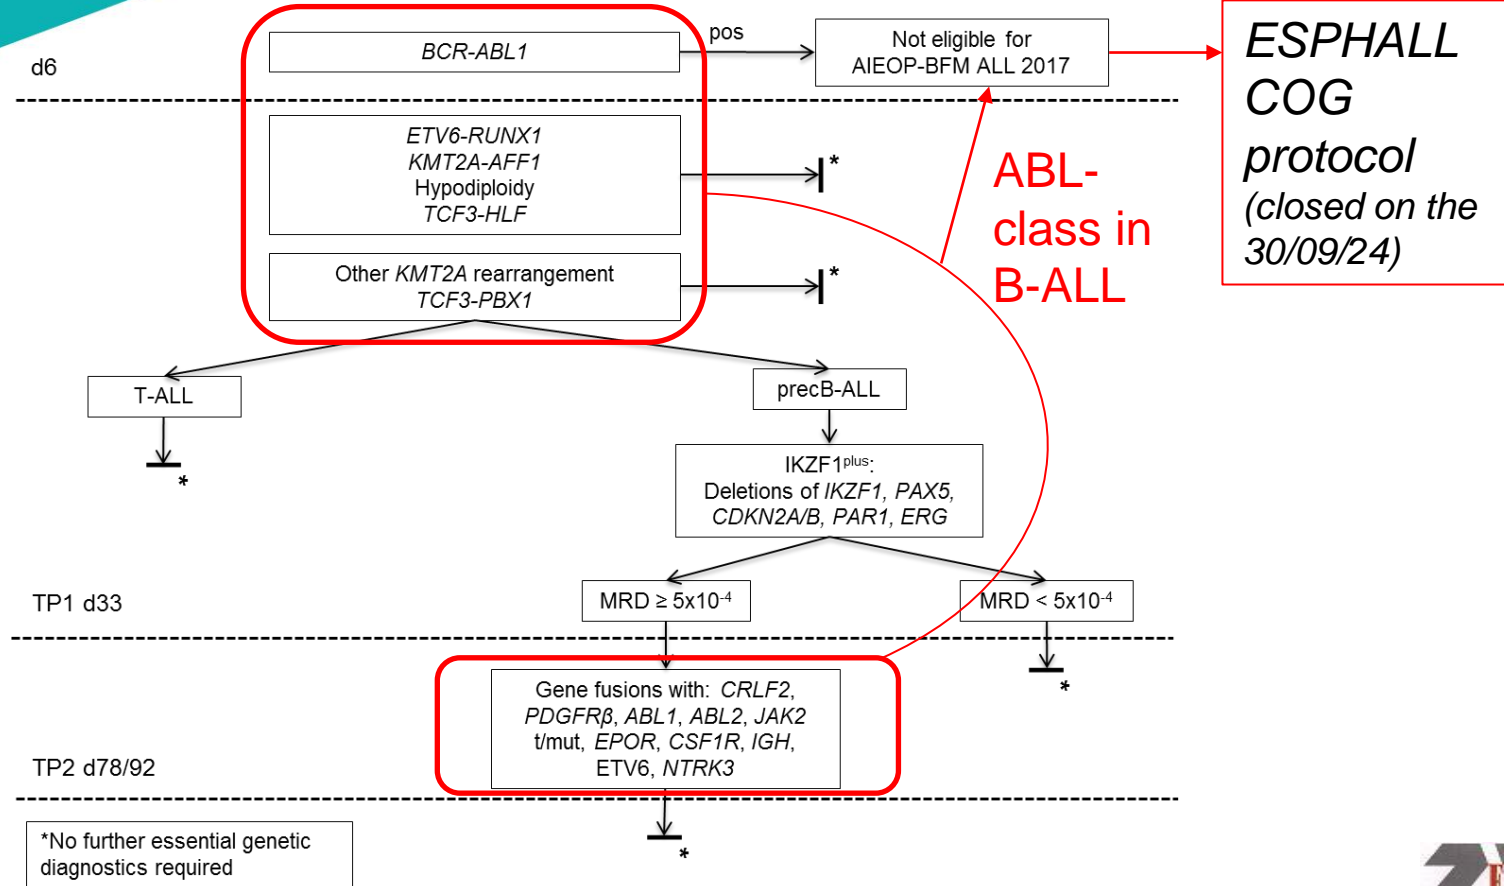 d6
BCR-ABL1
pos
Not eligible for
AIEOP-BFM ALL 2017
ESPHALL
COG
protocol
(closed on the
30/09/24)
ETV6-RUNX1
KMT2A-AFF1
Hypodiploidy
TCF3-HLF
*
ABL-
class in
B-ALL
Other KMT2A rearrangement
TCF3-PBX1
*
T-ALL
*
precB-ALL
IKZF1plus:
Deletions of IKZF1, PAX5,
CDKN2A/B, PAR1, ERG
TP1 d33
MRD ≥ 5x10-4
MRD < 5x10-4
*
Gene fusions with: CRLF2,
PDGFRβ, ABL1, ABL2, JAK2
t/mut, EPOR, CSF1R, IGH,
ETV6, NTRK3
TP2 d78/92
*
*No further essential genetic
diagnostics required